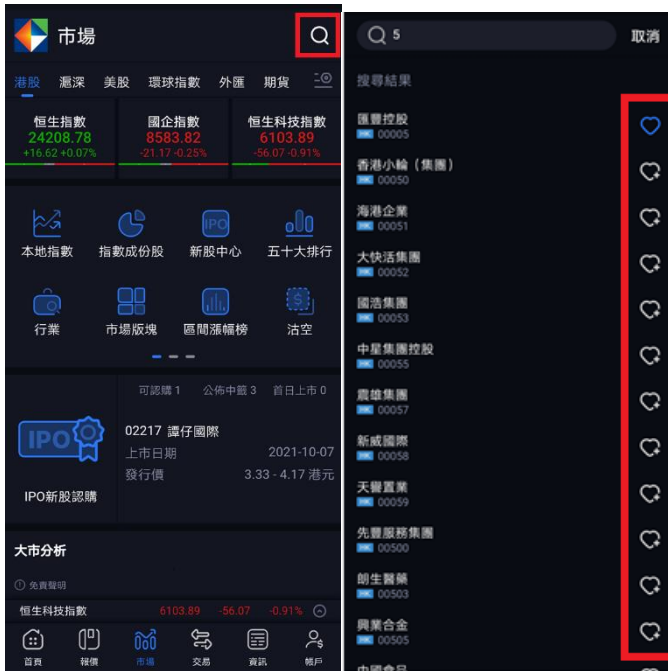 市場
港股 滬深 美股 環球指數 外匯 期貨
恒生指數 國企指數 恒生科技指數
24208.78 8583.82 6103.89
+16.62 +0.07% -21.17 -0.25% -56.07 -0.91%
本地指數 指數成份股 新股中心 五十大排行
IPO
行業 市場版塊 區間漲幅榜 沽空
可認購 1 公佈中籤 3 首日上市 0
IPO
02217 譚仔國際
上市日期 2021-10-07
發行價 3.33 - 4.17 港元
IPO新股認購
大市分析
免責聲明
恒生科技指數 6103.89 -56.07 -0.91%
首頁 報價 市場 交易 資訊 帳戶
5 取消
搜尋結果
匯豐控股
HK 00005
香港小輪（集團）
HK 00050
海港企業
HK 00051
大快活集團
HK 00052
國浩集團
HK 00053
中星集團控股
HK 00055
震雄集團
HK 00057
新威國際
HK 00058
天譽置業
HK 00059
先豐服務集團
HK 00500
朗生醫藥
HK 00503
興業合金
HK 00505
中國食品